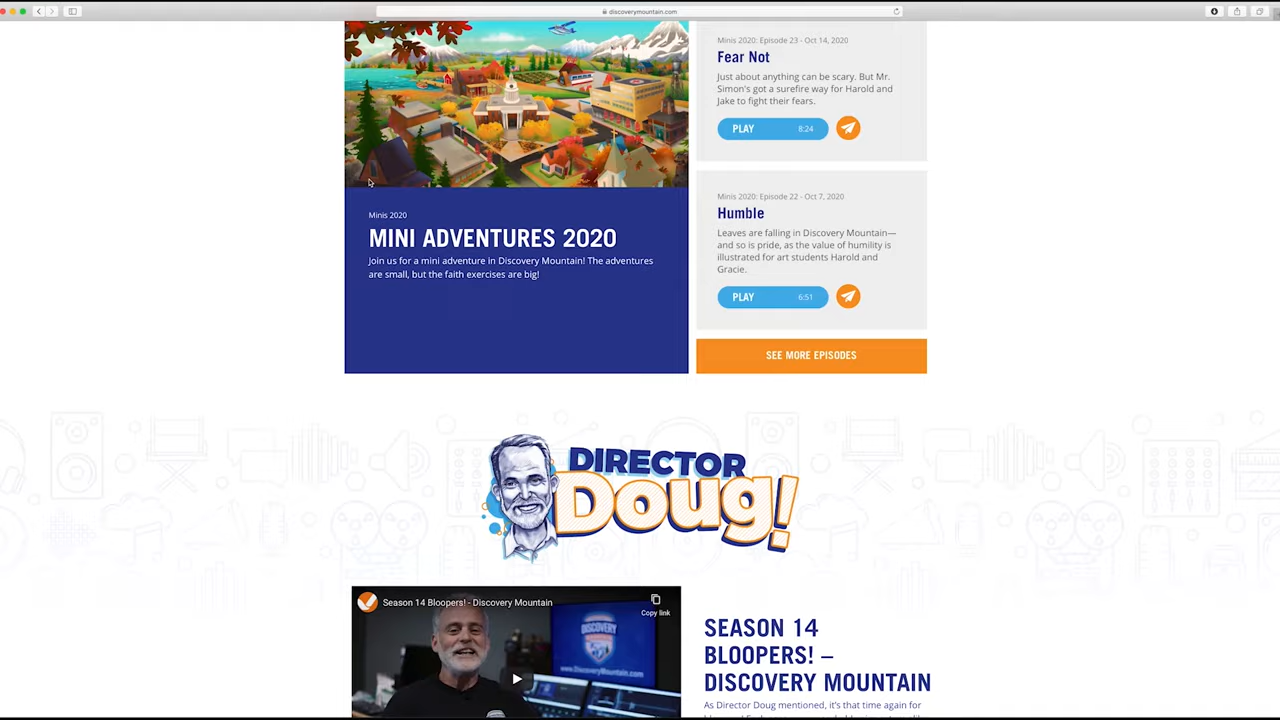 discoverymountain.com
Minis 2020
MINI ADVENTURES 2020
Join us for a mini adventure in Discovery Mountain! The adventures
are small, but the faith exercises are big!
Minis 2020: Episode 23 - Oct 14, 2020
Fear Not
Just about anything can be scary. But Mr.
Simon's got a surefire way for Harold and
Jake to fight their fears.
PLAY 8:24
Minis 2020: Episode 22 - Oct 7, 2020
Humble
Leaves are falling in Discovery Mountain—
and so is pride, as the value of humility is
illustrated for art students Harold and
Gracie.
PLAY 6:51
SEE MORE EPISODES
DIRECTOR
Doug!
Season 14 Bloopers! - Discovery Mountain
Copy link
DISCOVERY
www.DiscoveryMountain.com
SEASON 14
BLOOPERS! –
DISCOVERY MOUNTAIN
As Director Doug mentioned, it's that time again for